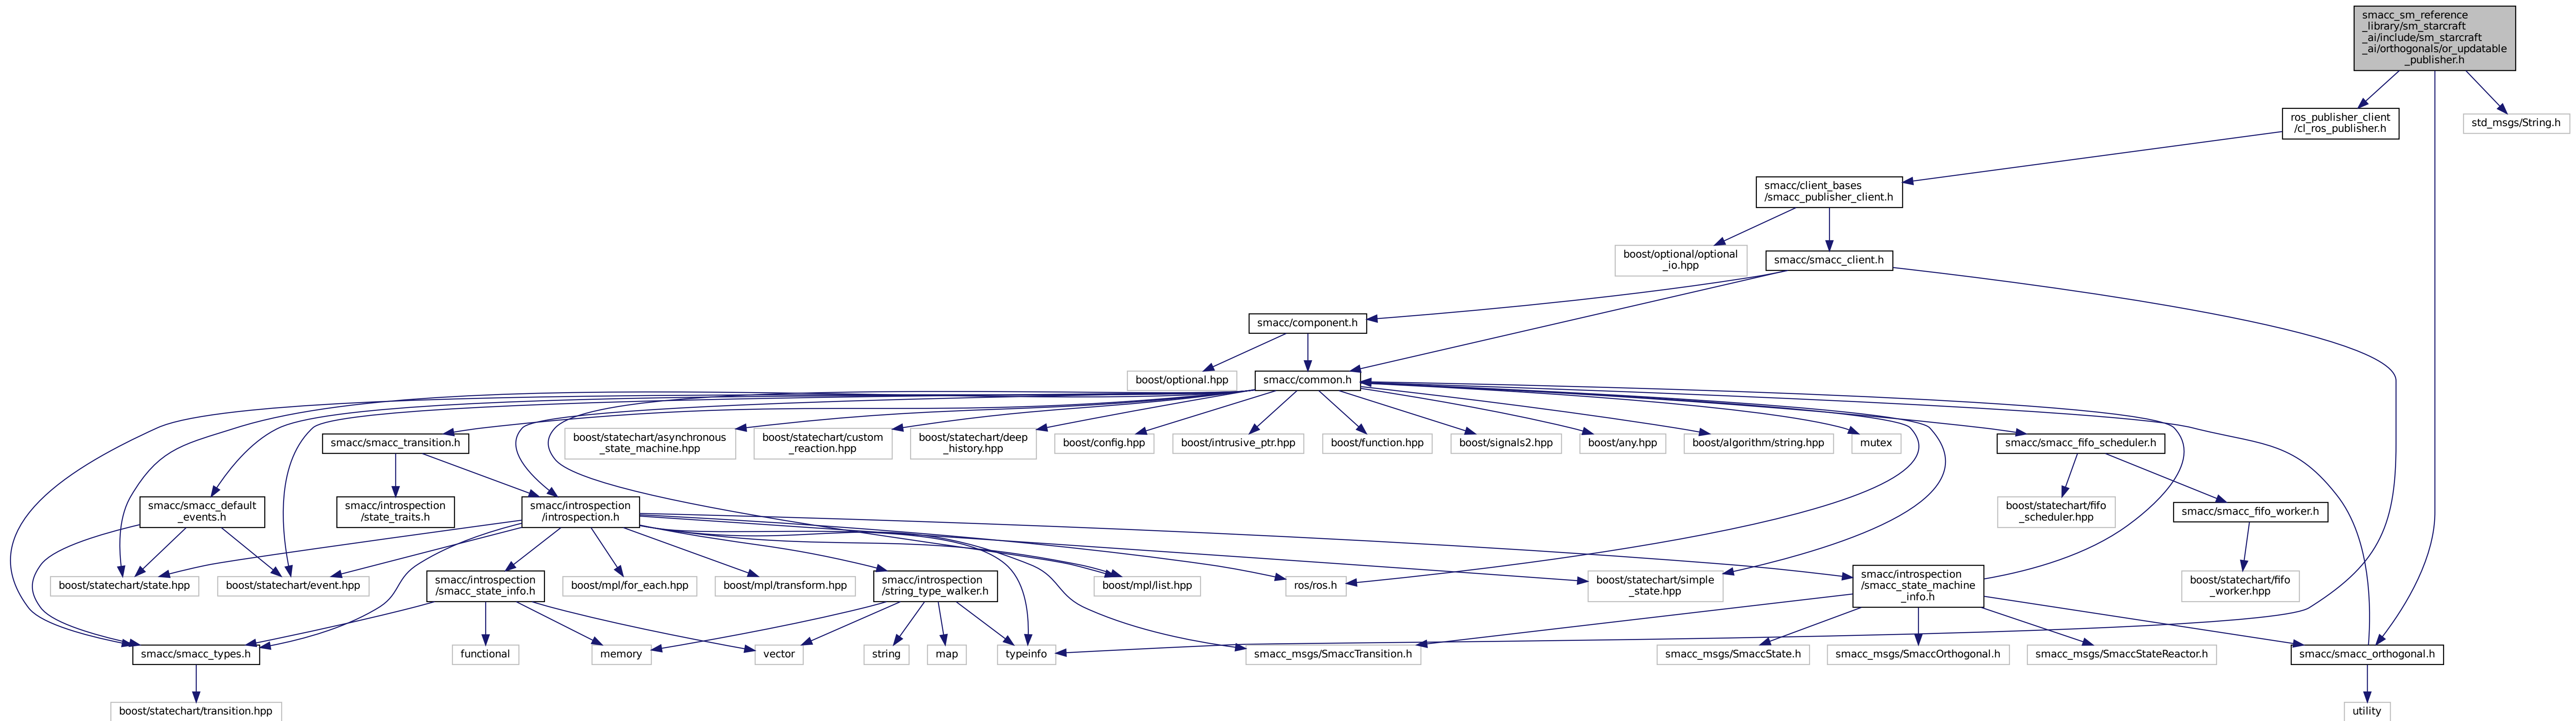 smacc_sm_reference
_library/sm_starcraft
_ai/include/sm_starcraft
_ai/orthogonals/or_updatable
_publisher.h
ros_publisher_client
/cl_ros_publisher.h
std_msgs/String.h
smacc/client_bases
/smacc_publisher_client.h
boost/optional/optional
_io.hpp
smacc/smacc_client.h
smacc/component.h
boost/optional.hpp
smacc/common.h
smacc/smacc_transition.h
boost/statechart/asynchronous
_state_machine.hpp
boost/statechart/custom
_reaction.hpp
boost/statechart/deep
_history.hpp
boost/config.hpp
boost/intrusive_ptr.hpp
boost/function.hpp
boost/signals2.hpp
boost/any.hpp
boost/algorithm/string.hpp
mutex
smacc/smacc_fifo_scheduler.h
smacc/smacc_default
_events.h
smacc/introspection
/state_traits.h
smacc/introspection
/introspection.h
boost/statechart/fifo
_scheduler.hpp
smacc/smacc_fifo_worker.h
boost/statechart/state.hpp
boost/statechart/event.hpp
smacc/introspection
/smacc_state_info.h
boost/mpl/for_each.hpp
boost/mpl/transform.hpp
smacc/introspection
/string_type_walker.h
boost/mpl/list.hpp
ros/ros.h
boost/statechart/simple
_state.hpp
smacc/introspection
/smacc_state_machine
_info.h
boost/statechart/fifo
_worker.hpp
smacc/smacc_types.h
functional
memory
vector
string
map
typeinfo
smacc_msgs/SmaccTransition.h
smacc_msgs/SmaccState.h
smacc_msgs/SmaccOrthogonal.h
smacc_msgs/SmaccStateReactor.h
smacc/smacc_orthogonal.h
boost/statechart/transition.hpp
utility